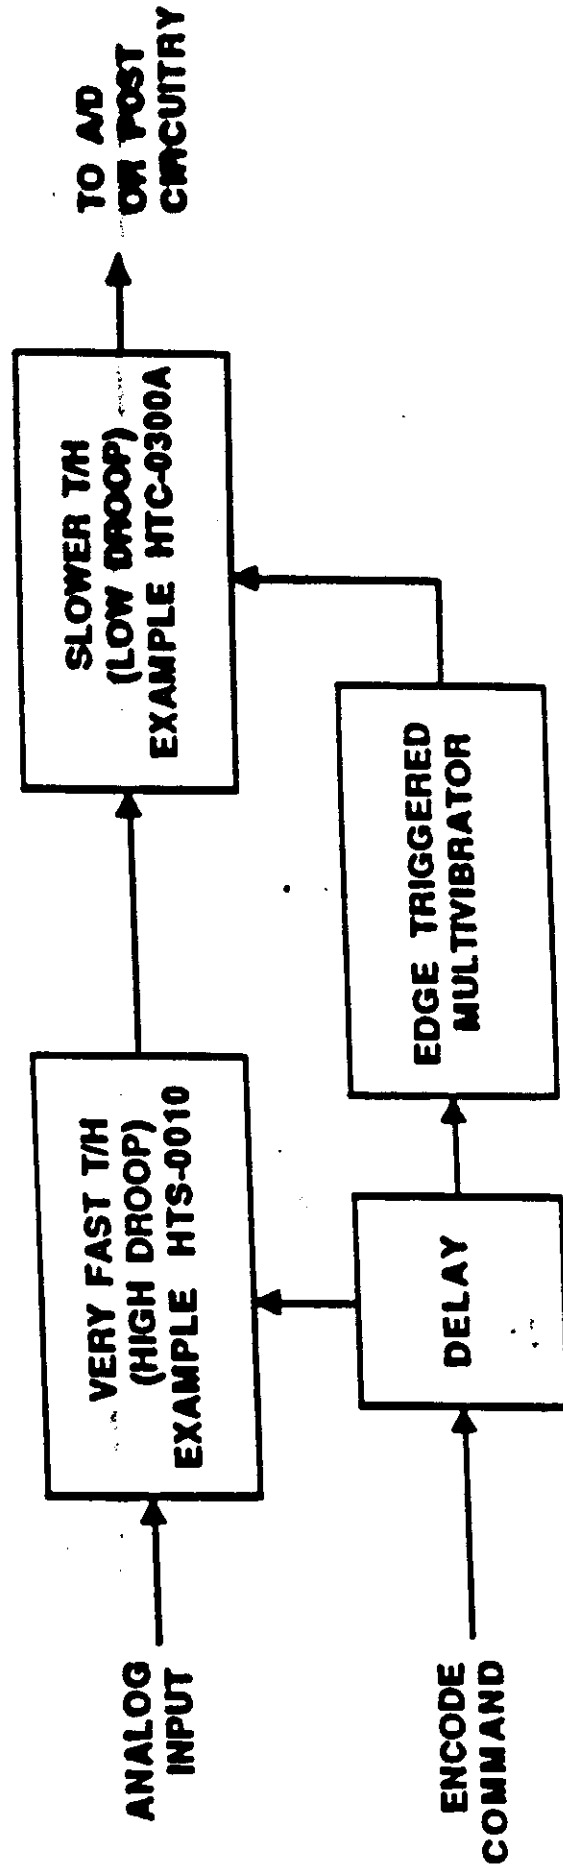 ANALOG
INPUT
VERY FAST T/H
(HIGH DROOP)
EXAMPLE HTS-0010
SLOWER T/H
(LOW DROOP)
EXAMPLE HTC-0300A
TO A/D
OR POST
CIRCUITRY
ENCODE
COMMAND
DELAY
EDGE TRIGGERED
MULTIVIBRATOR